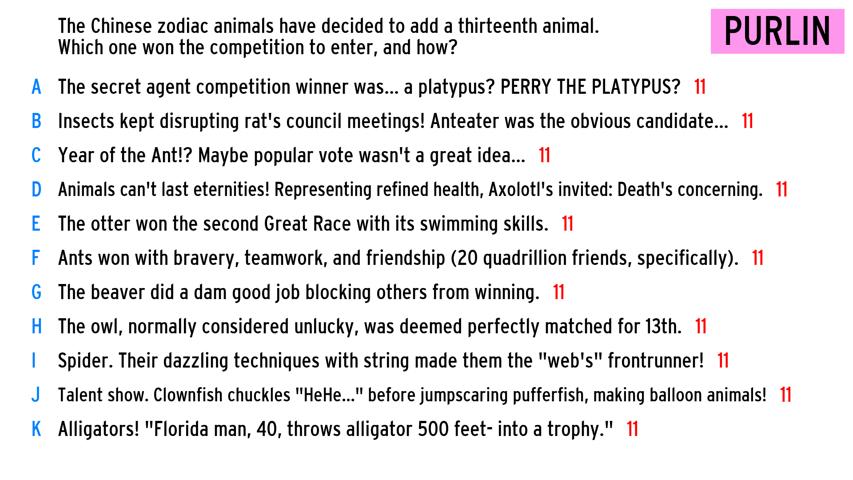 The Chinese zodiac animals have decided to add a thirteenth animal.
Which one won the competition to enter, and how?
PURLIN
A The secret agent competition winner was... a platypus? PERRY THE PLATYPUS? 11
B Insects kept disrupting rat's council meetings! Anteater was the obvious candidate... 11
C Year of the Ant!? Maybe popular vote wasn't a great idea... 11
D Animals can't last eternities! Representing refined health, Axolotl's invited: Death's concerning. 11
E The otter won the second Great Race with its swimming skills. 11
F Ants won with bravery, teamwork, and friendship (20 quadrillion friends, specifically). 11
G The beaver did a dam good job blocking others from winning. 11
H The owl, normally considered unlucky, was deemed perfectly matched for 13th. 11
I Spider. Their dazzling techniques with string made them the "web's" frontrunner! 11
J Talent show. Clownfish chuckles "HeHe..." before jumpscaring pufferfish, making balloon animals! 11
K Alligators! "Florida man, 40, throws alligator 500 feet- into a trophy." 11